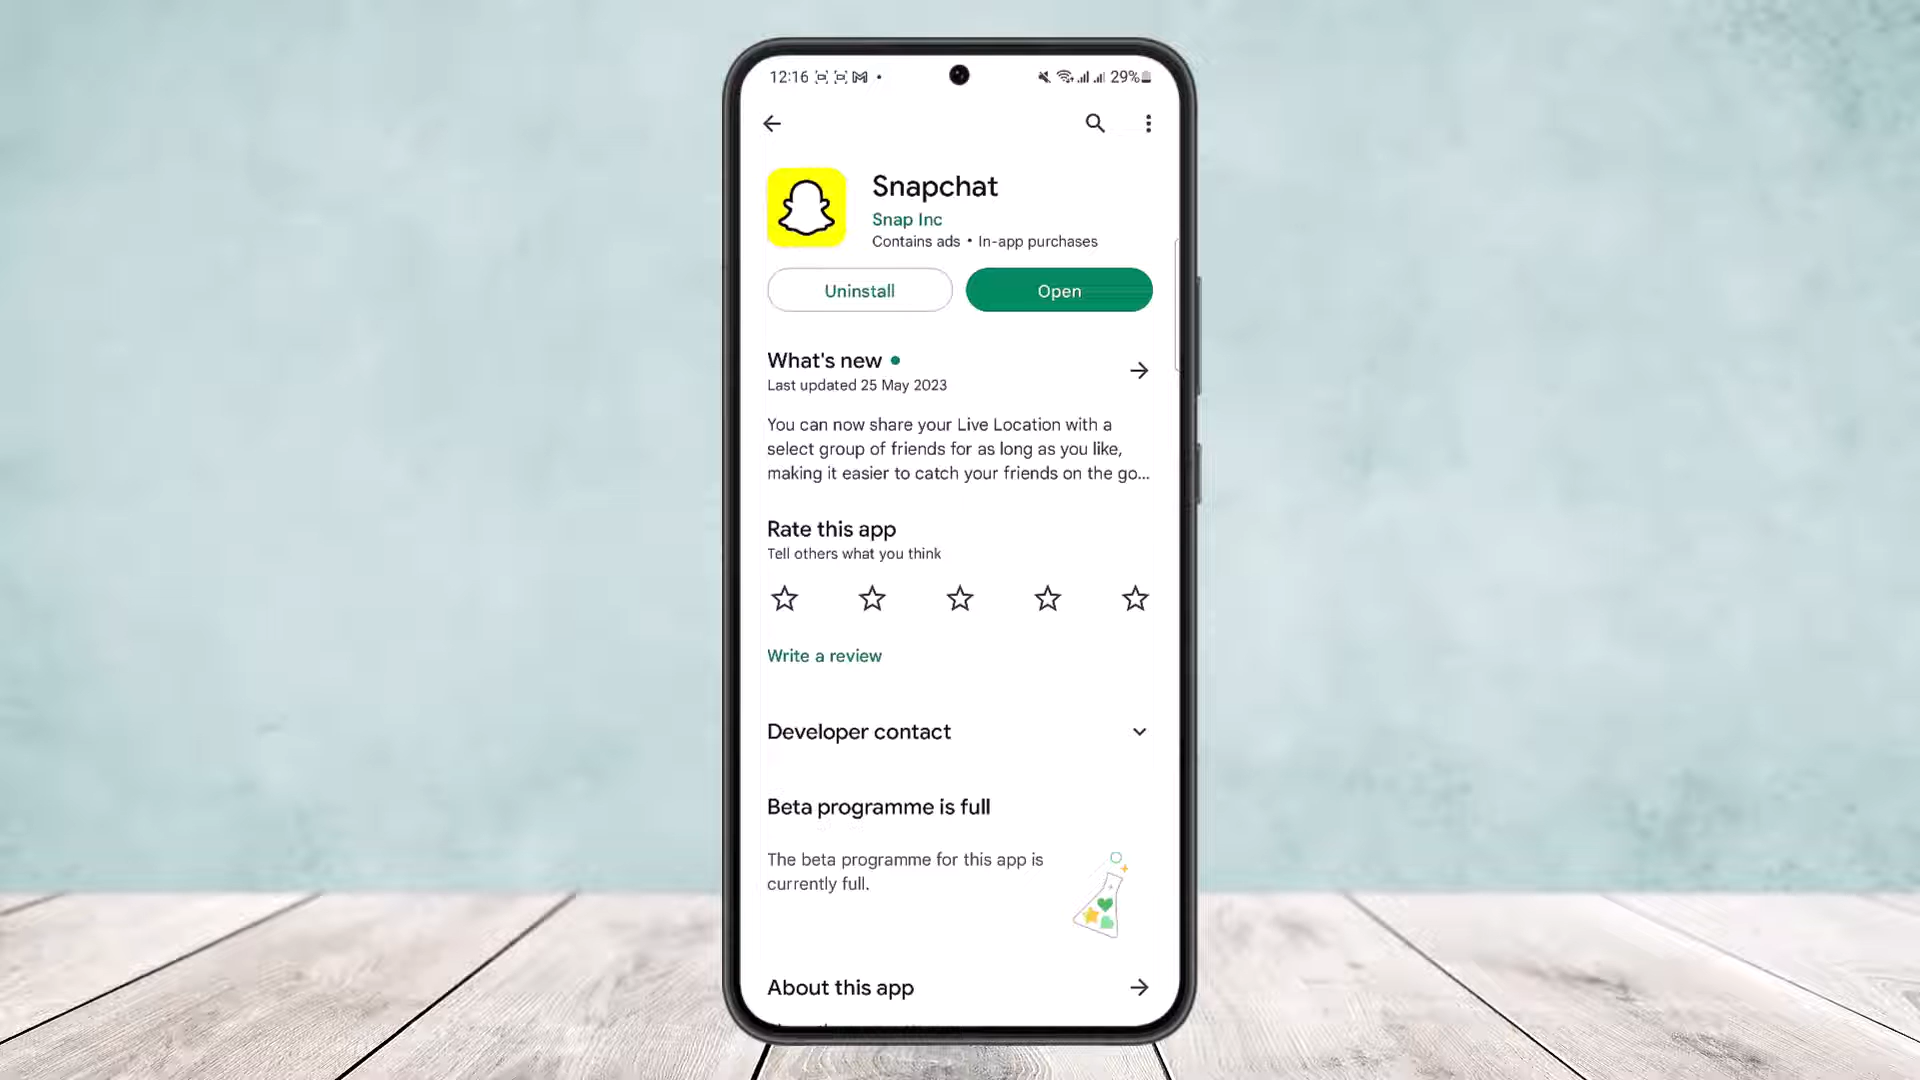 12:16
29%
Snapchat
Snap Inc
Contains ads • In-app purchases
Uninstall
Open
What's new
Last updated 25 May 2023
You can now share your Live Location with a
select group of friends for as long as you like,
making it easier to catch your friends on the go...
Rate this app
Tell others what you think
Write a review
Developer contact
Beta programme is full
The beta programme for this app is
currently full.
About this app